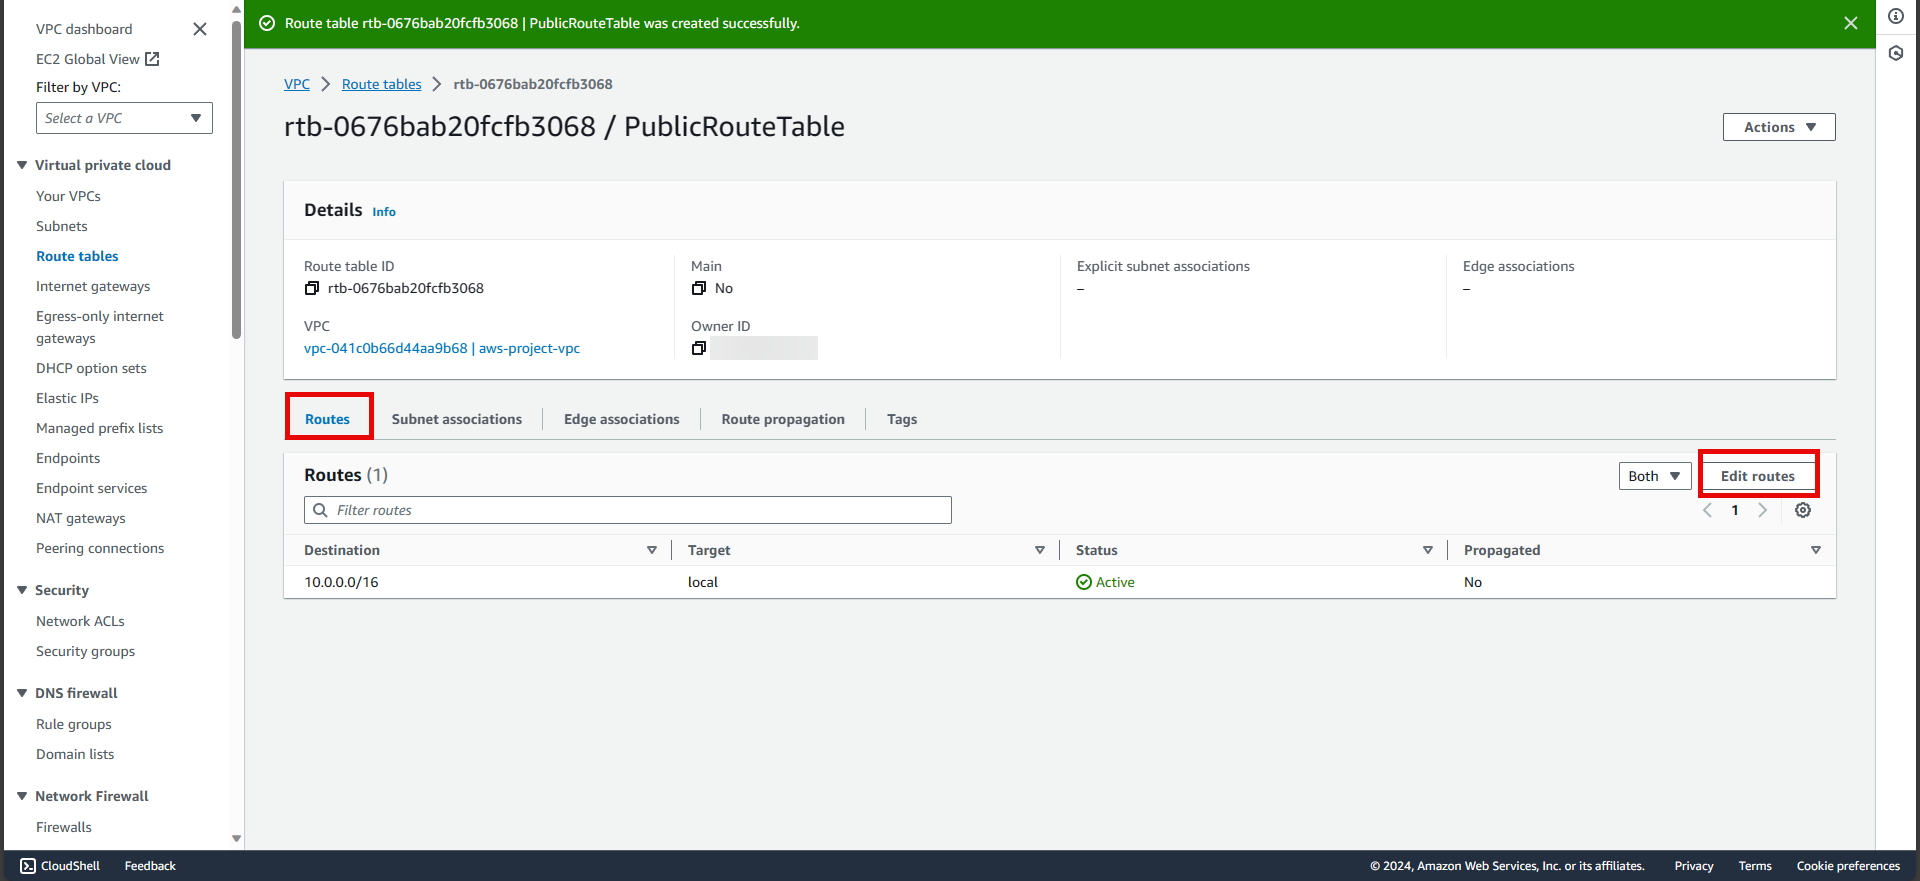 Route table rtb-0676bab20fcfb3068 | PublicRouteTable was created successfully.
VPC dashboard
EC2 Global View
Filter by VPC:
Select a VPC
Virtual private cloud
Your VPCs
Subnets
Route tables
Internet gateways
Egress-only internet
gateways
DHCP option sets
Elastic IPs
Managed prefix lists
Endpoints
Endpoint services
NAT gateways
Peering connections
Security
Network ACLs
Security groups
DNS firewall
Rule groups
Domain lists
Network Firewall
Firewalls
VPC > Route tables > rtb-0676bab20fcfb3068
rtb-0676bab20fcfb3068 / PublicRouteTable
Actions
Details Info
Route table ID
rtb-0676bab20fcfb3068
Main
No
Explicit subnet associations
–
Edge associations
–
VPC
vpc-041c0b66d44aa9b68 | aws-project-vpc
Owner ID
Routes
Subnet associations
Edge associations
Route propagation
Tags
Routes (1)
Both
Edit routes
Filter routes
1
Destination Target Status Propagated
10.0.0.0/16 local Active No
CloudShell Feedback © 2024, Amazon Web Services, Inc. or its affiliates. Privacy Terms Cookie preferences